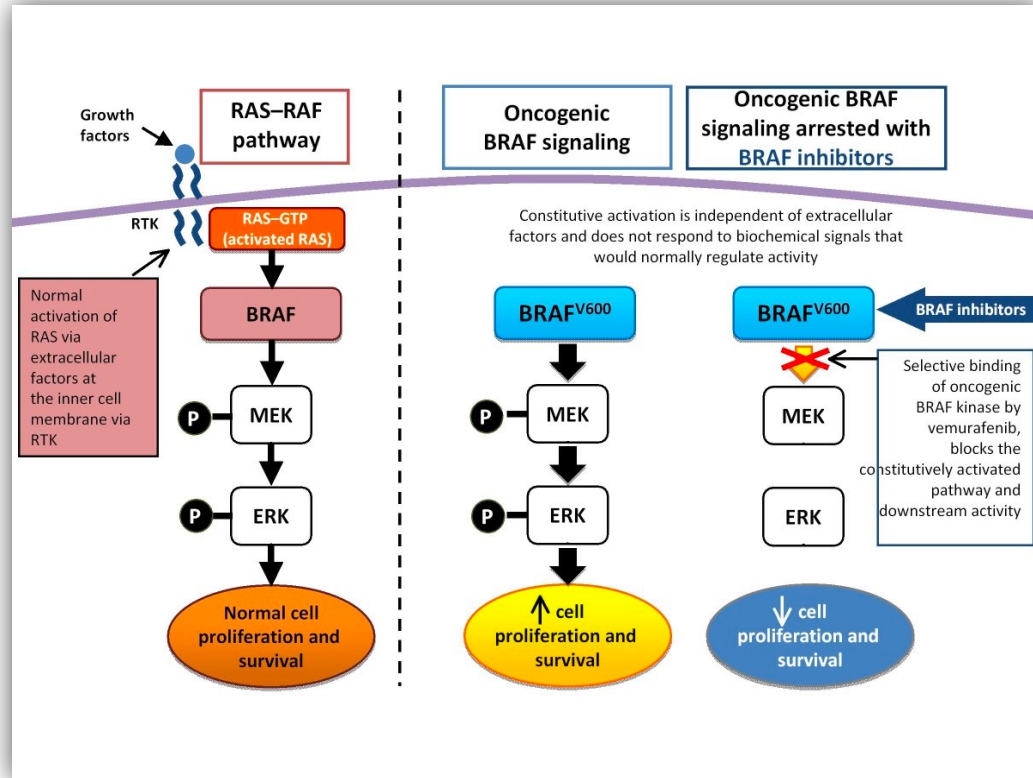 Growth
factors
RAS–RAF
pathway
Oncogenic
BRAF signaling
Oncogenic BRAF
signaling arrested with
BRAF inhibitors
RTK
RAS–GTP
(activated RAS)
Constitutive activation is independent of extracellular
factors and does not respond to biochemical signals that
would normally regulate activity
Normal
activation of
RAS via
extracellular
factors at
the inner cell
membrane via
RTK
BRAF
P
MEK
P
ERK
Normal cell
proliferation and
survival
BRAFV600
P
MEK
P
ERK
↑ cell
proliferation and
survival
BRAFV600
BRAF inhibitors
Selective binding
of oncogenic
BRAF kinase by
vemurafenib,
blocks the
constitutively activated
pathway and
downstream activity
MEK
ERK
↓ cell
proliferation and
survival